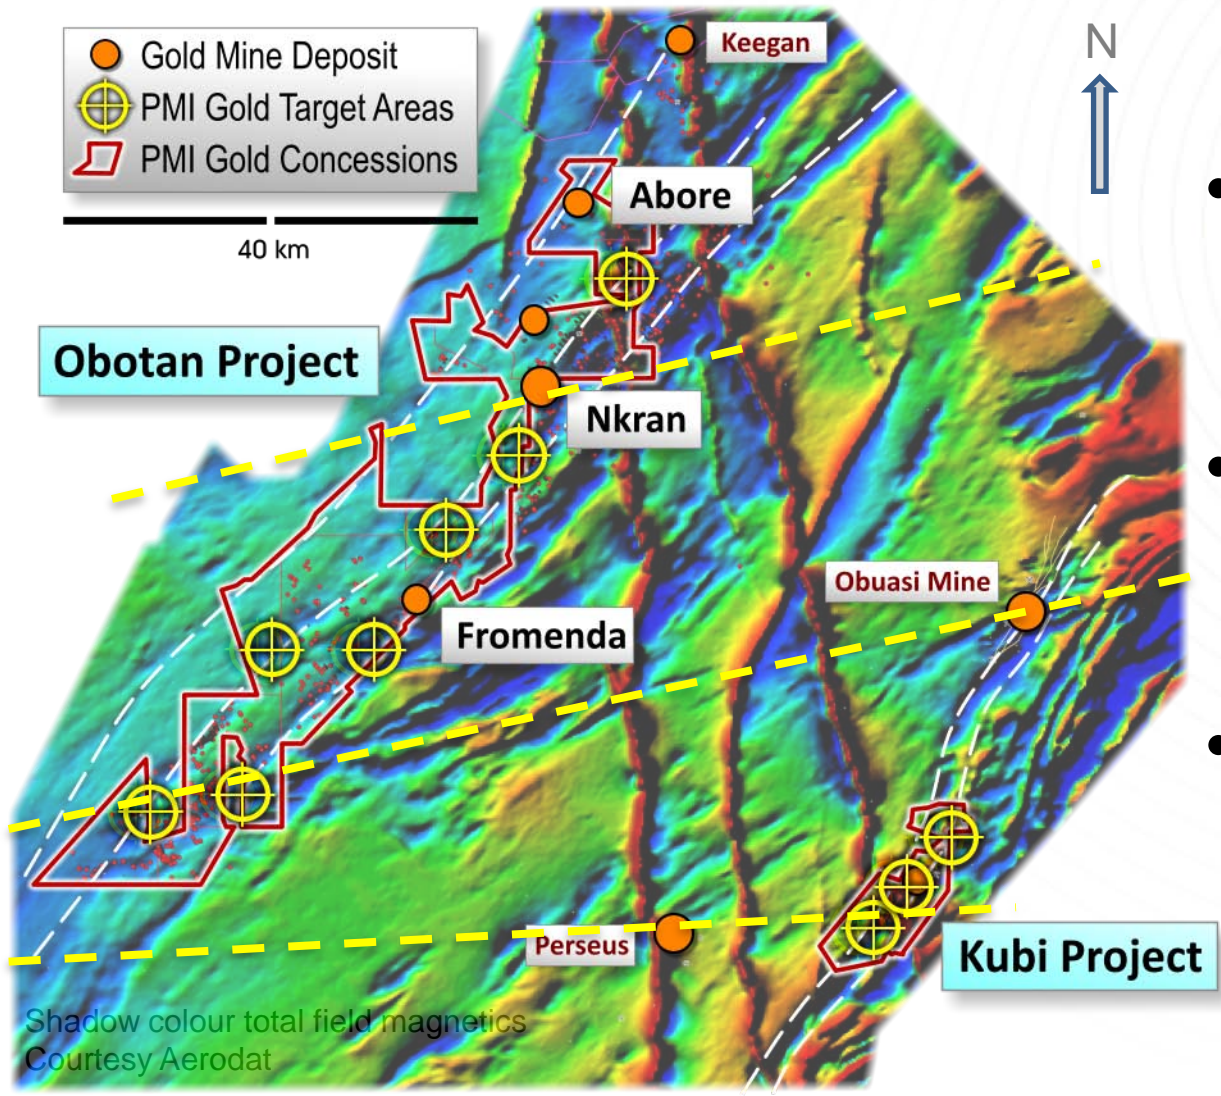 Gold Mine Deposit
PMI Gold Target Areas
PMI Gold Concessions
40 km
N
Keegan
Abore
Obotan Project
Nkran
Obuasi Mine
Fromenda
Perseus
Kubi Project
Shadow colour total field magnetics
Courtesy Aerodat